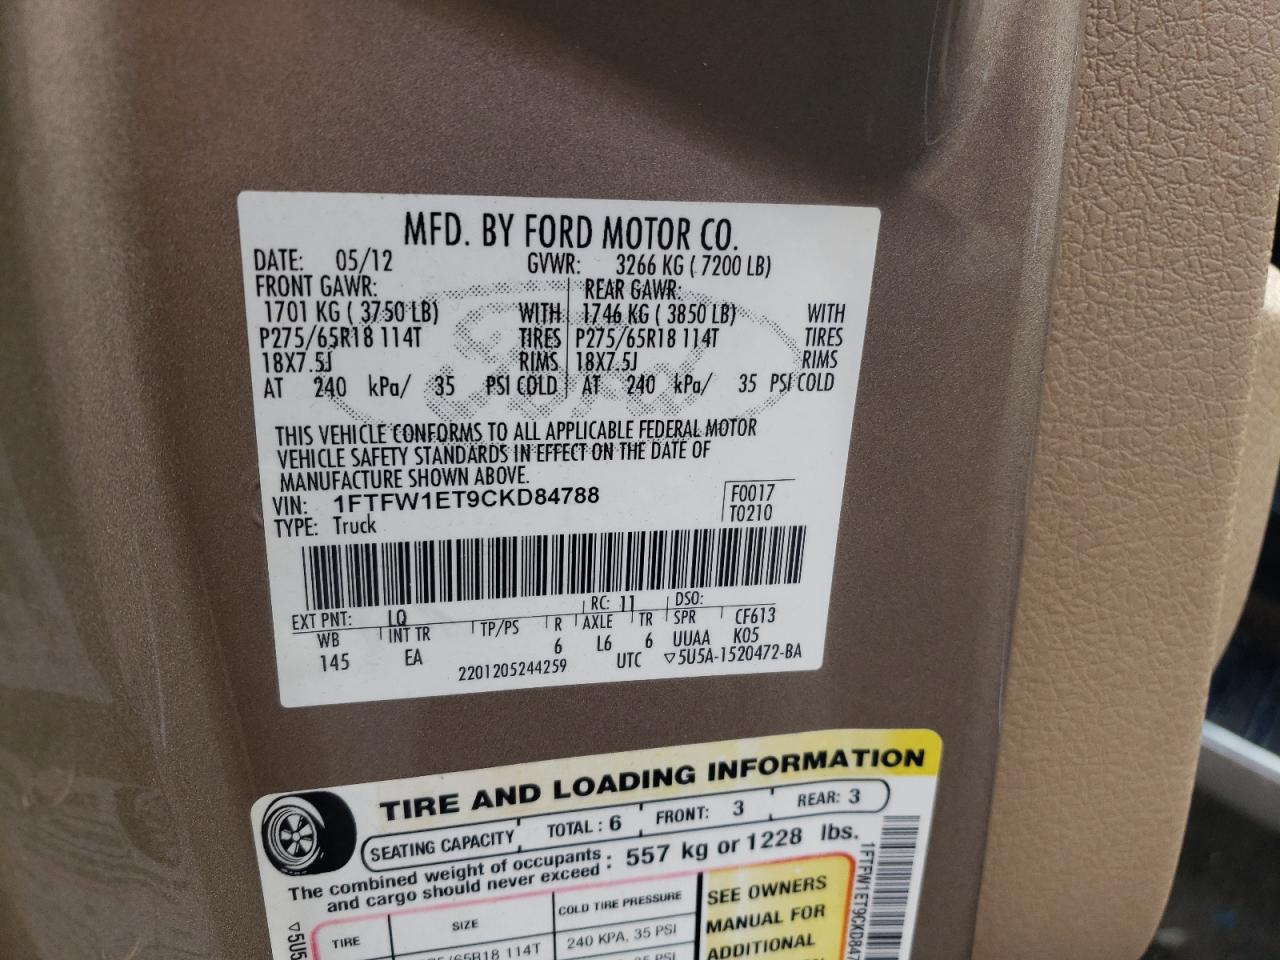 MFD. BY FORD MOTOR CO.
DATE: 05/12 GVWR: 3266 KG ( 7200 LB)
FRONT GAWR: REAR GAWR:
1701 KG ( 3750 LB) WITH 1746 KG ( 3850 LB) WITH
P275/65R18 114T TIRES P275/65R18 114T TIRES
18X7.5J RIMS 18X7.5J RIMS
AT 240 kPa/ 35 PSI COLD AT 240 kPa/ 35 PSI COLD
Ford
THIS VEHICLE CONFORMS TO ALL APPLICABLE FEDERAL MOTOR
VEHICLE SAFETY STANDARDS IN EFFECT ON THE DATE OF
MANUFACTURE SHOWN ABOVE.
VIN: 1FTFW1ET9CKD84788 F0017
TYPE: Truck T0210
EXT PNT: LQ RC: 11 DSO:
WB INT TR TP/PS R AXLE TR SPR CF613
145 EA 6 L6 6 UUAA K05
2201205244259 UTC ▽5U5A-1520472-BA
TIRE AND LOADING INFORMATION
SEATING CAPACITY TOTAL : 6 FRONT: 3 REAR: 3
The combined weight of occupants
and cargo should never exceed : 557 kg or 1228 lbs.
TIRE SIZE COLD TIRE PRESSURE
/65R18 114T 240 KPA, 35 PSI
35 PSI
SEE OWNERS
MANUAL FOR
ADDITIONAL
1FTFW1ET9CKD847
▽5U5